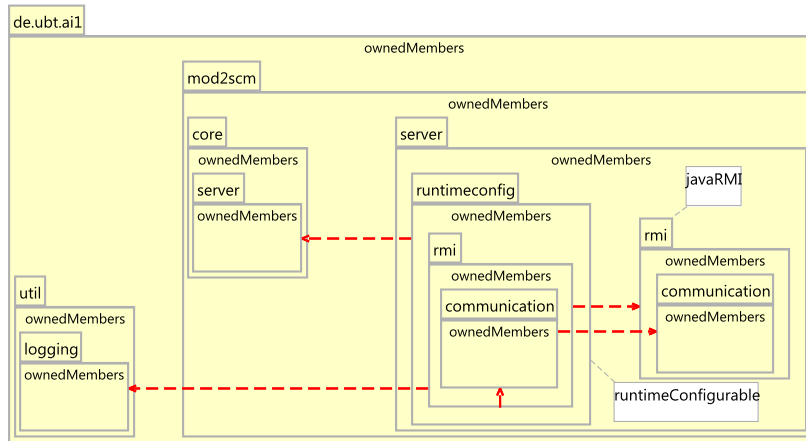 de.ubt.ai1
ownedMembers
mod2scm
ownedMembers
core
server
ownedMembers
ownedMembers
server
runtimeconfig
javaRMI
ownedMembers
ownedMembers
rmi
rmi
ownedMembers
ownedMembers
communication
communication
ownedMembers
ownedMembers
util
ownedMembers
logging
ownedMembers
runtimeConfigurable